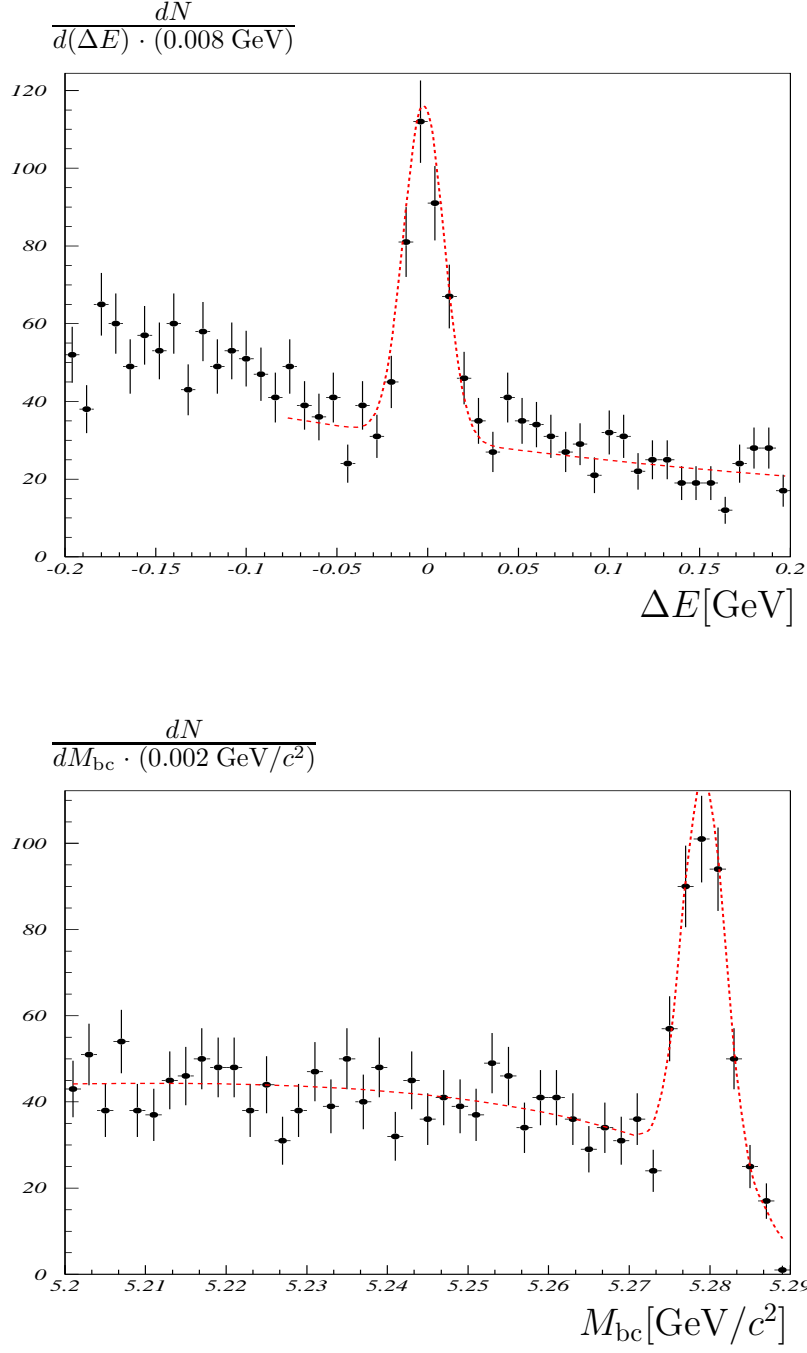 dN
d(ΔE) · (0.008 GeV)
120
100
80
60
40
20
0
-0.2 -0.15 -0.1 -0.05 0 0.05 0.1 0.15 0.2
ΔE[GeV]
dN
dM_bc · (0.002 GeV/c²)
100
80
60
40
20
0
5.2 5.21 5.22 5.23 5.24 5.25 5.26 5.27 5.28 5.29
M_bc[GeV/c²]